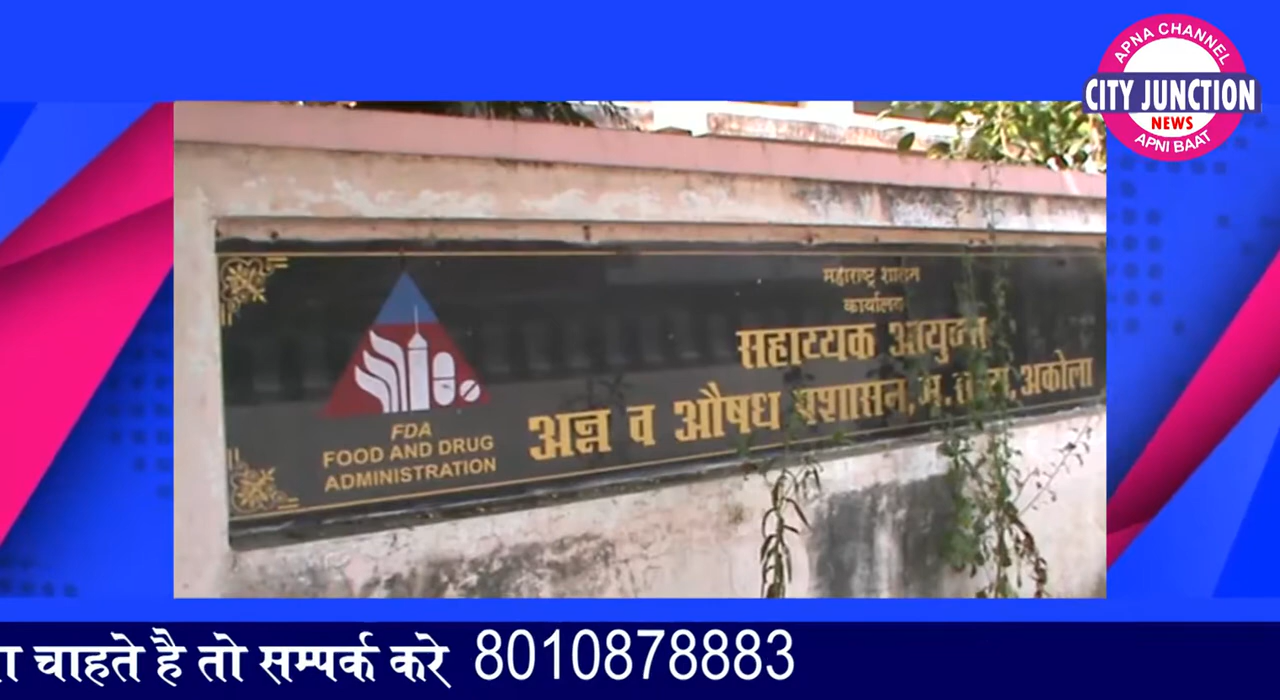 APNA CHANNEL
CITY JUNCTION
NEWS
APNI BAAT
महाराष्ट्र शासन
कार्यालय
सहाय्यक आयुक्त
अन्न व औषध प्रशासन, म. राज्य, अकोला
FDA
FOOD AND DRUG
ADMINISTRATION
चाहते है तो सम्पर्क करे 8010878883